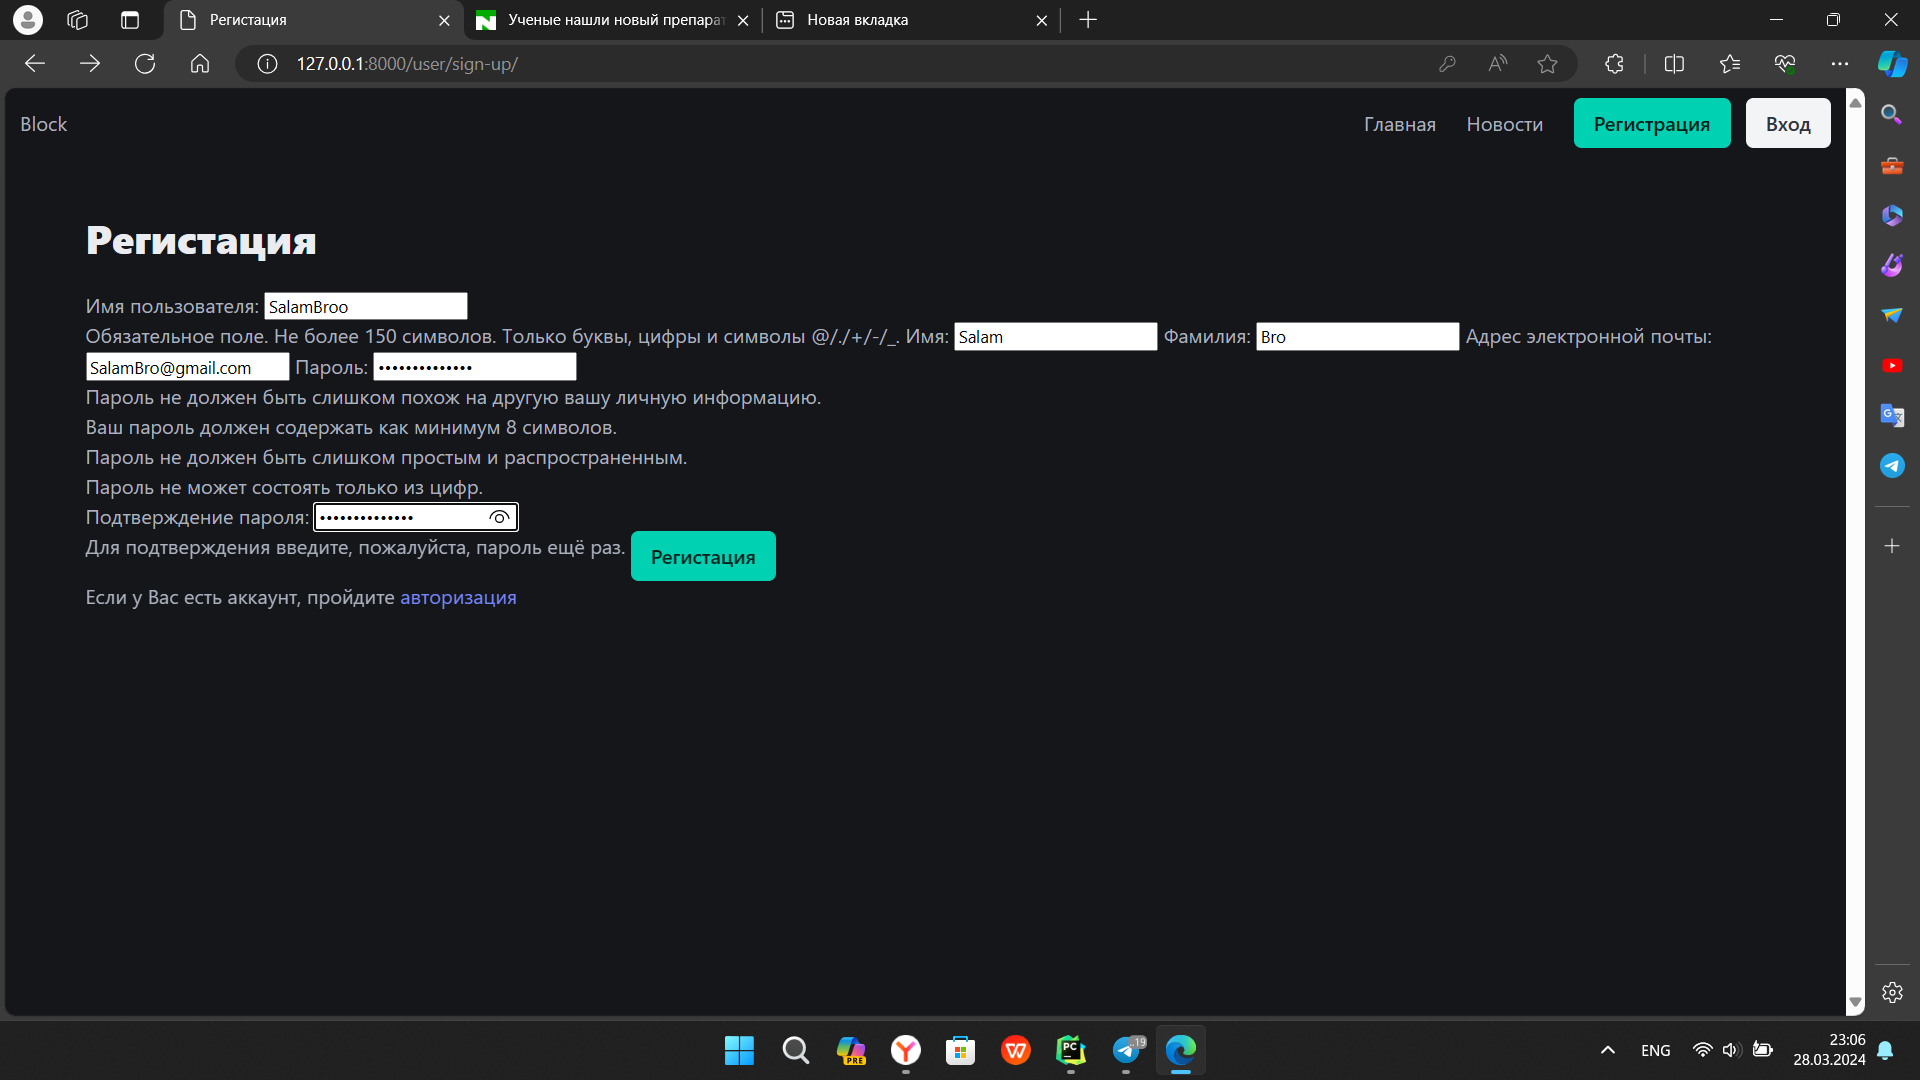 Регистация
Ученые нашли новый препарат
Новая вкладка
127.0.0.1:8000/user/sign-up/
Block
Главная
Новости
Регистрация
Вход
Регистация
Имя пользователя: SalamBroo
Обязательное поле. Не более 150 символов. Только буквы, цифры и символы @/./+/-/_. Имя: Salam Фамилия: Bro Адрес электронной почты:
SalamBro@gmail.com Пароль: ••••••••••••••
Пароль не должен быть слишком похож на другую вашу личную информацию.
Ваш пароль должен содержать как минимум 8 символов.
Пароль не должен быть слишком простым и распространенным.
Пароль не может состоять только из цифр.
Подтверждение пароля: ••••••••••••••
Для подтверждения введите, пожалуйста, пароль ещё раз. Регистация
Если у Вас есть аккаунт, пройдите авторизация
PRE
PC
19
ENG
23:06
28.03.2024